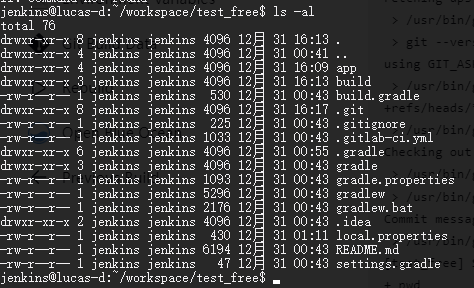 jenkins@lucas-d:~/workspace/test_free$ ls -al
total 76
drwxr-xr-x 8 jenkins jenkins 4096 12月 31 16:13 .
drwxr-xr-x 4 jenkins jenkins 4096 12月 31 00:41 ..
drwxr-xr-x 4 jenkins jenkins 4096 12月 31 16:09 app
drwxr-xr-x 3 jenkins jenkins 4096 12月 31 16:13 build
-rw-r--r-- 1 jenkins jenkins 530 12月 31 00:43 build.gradle
drwxr-xr-x 8 jenkins jenkins 4096 12月 31 16:17 .git
-rw-r--r-- 1 jenkins jenkins 225 12月 31 00:43 .gitignore
-rw-r--r-- 1 jenkins jenkins 1033 12月 31 00:43 .gitlab-ci.yml
drwxr-xr-x 6 jenkins jenkins 4096 12月 31 00:55 .gradle
drwxr-xr-x 3 jenkins jenkins 4096 12月 31 00:43 gradle
-rw-r--r-- 1 jenkins jenkins 1093 12月 31 00:43 gradle.properties
-rw-r--r-- 1 jenkins jenkins 5296 12月 31 00:43 gradlew
-rw-r--r-- 1 jenkins jenkins 2176 12月 31 00:43 gradlew.bat
drwxr-xr-x 2 jenkins jenkins 4096 12月 31 00:43 .idea
-rw-r--r-- 1 jenkins jenkins 430 12月 31 01:11 local.properties
-rw-r--r-- 1 jenkins jenkins 6194 12月 31 00:43 README.md
-rw-r--r-- 1 jenkins jenkins 47 12月 31 00:43 settings.gradle
jenkins@lucas-d:~/workspace/test_free$